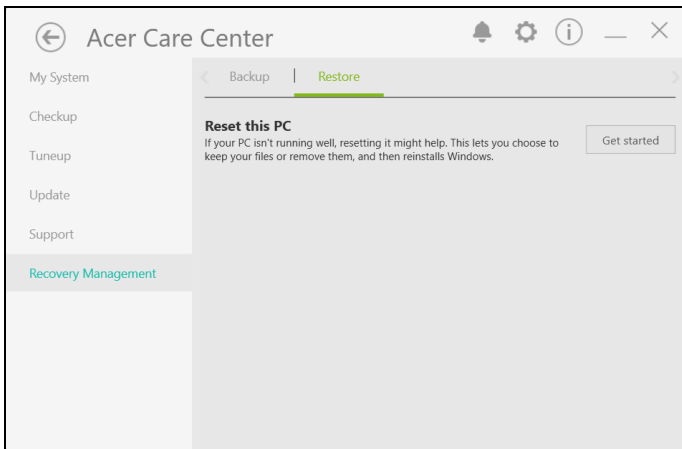 Acer Care Center
My System
Checkup
Tuneup
Update
Support
Recovery Management
Backup | Restore
Reset this PC
If your PC isn't running well, resetting it might help. This lets you choose to
keep your files or remove them, and then reinstalls Windows.
Get started